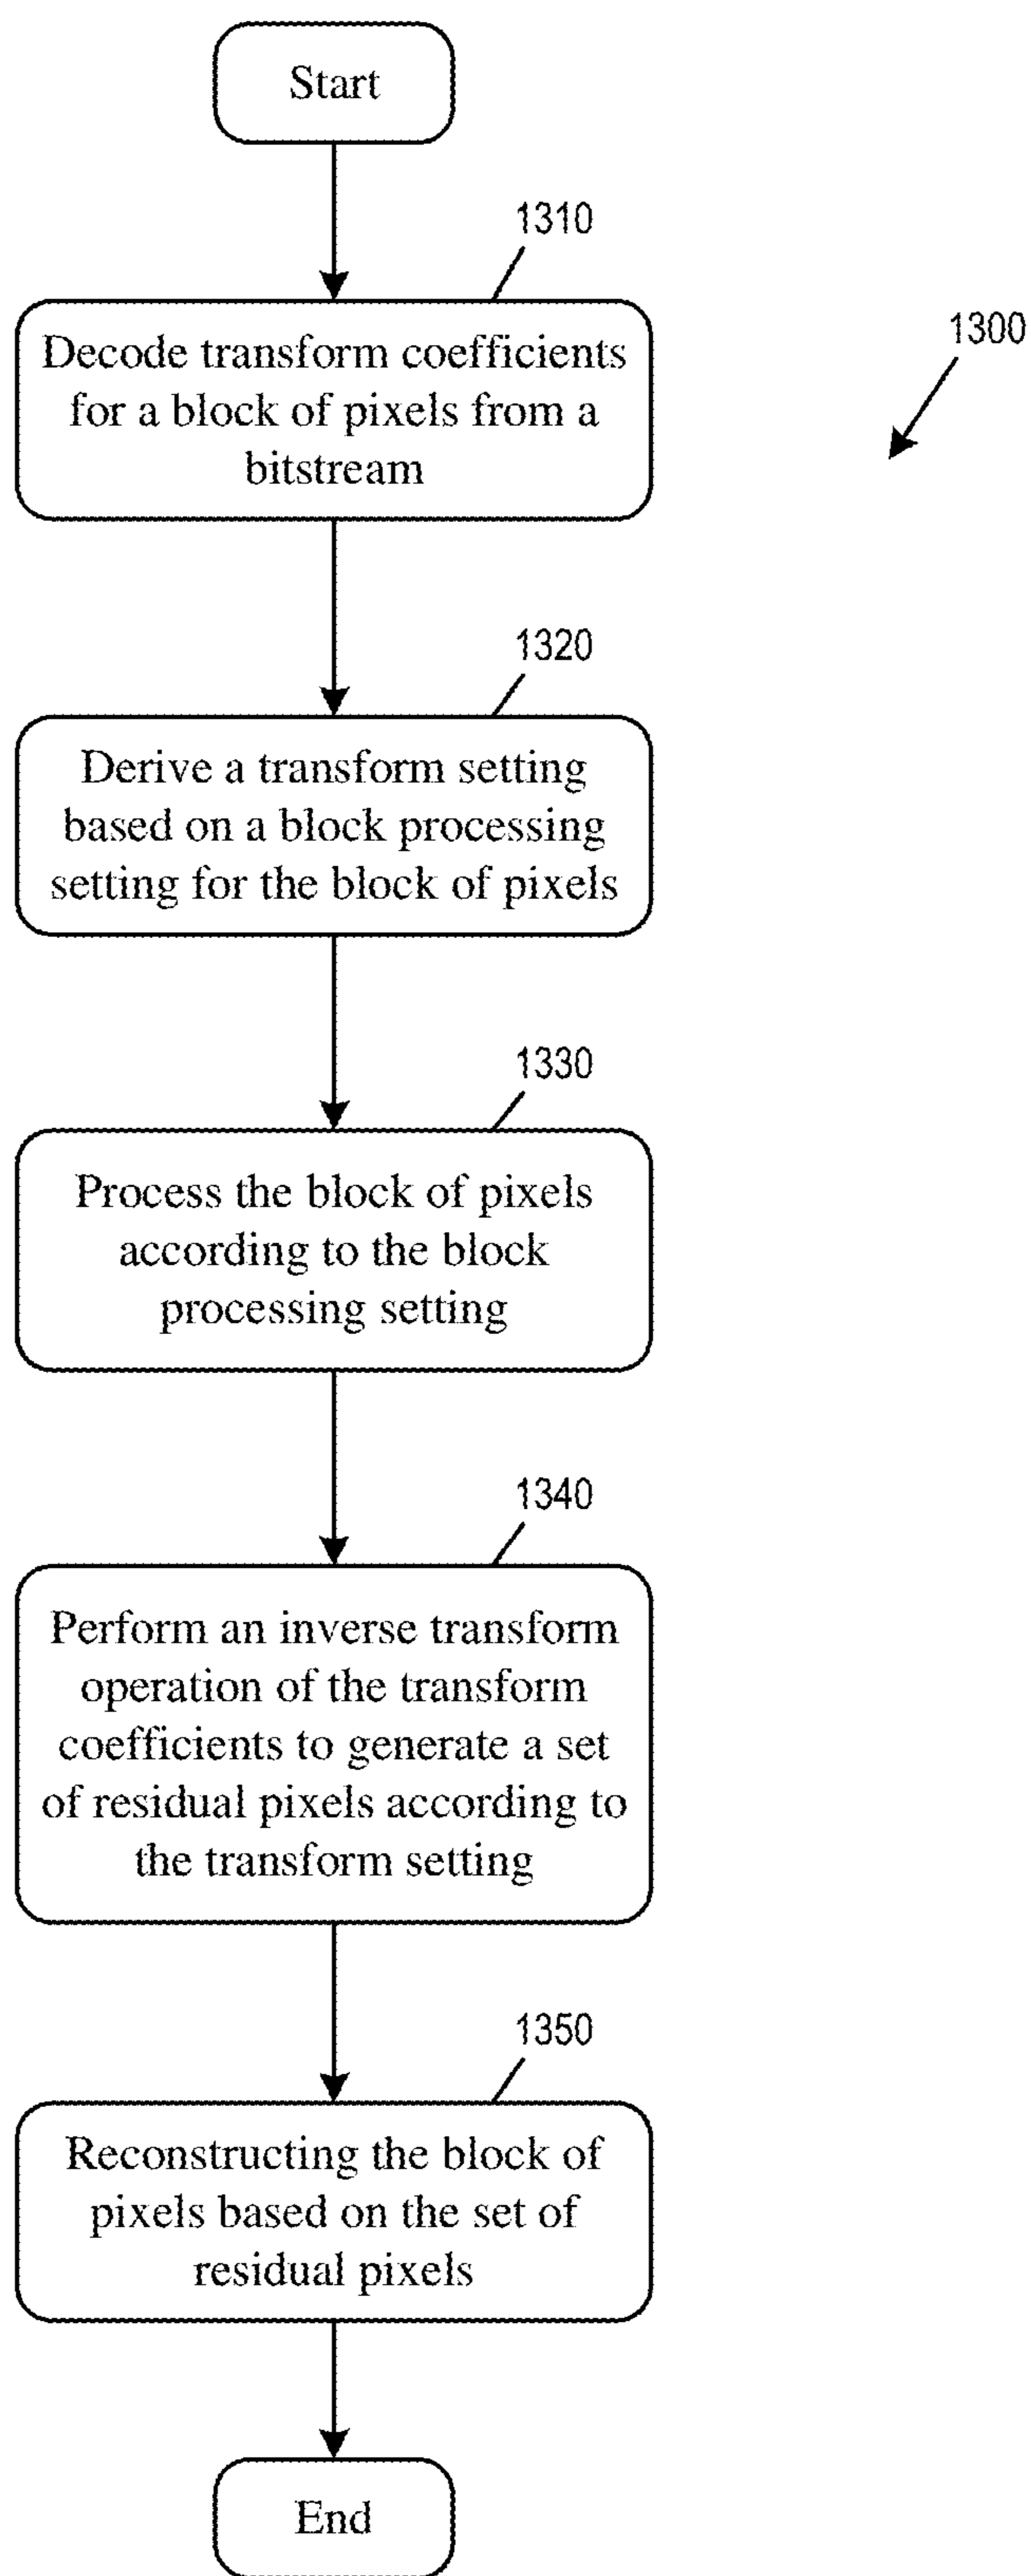 Start
1310
1300
Decode transform coefficients
for a block of pixels from a
bitstream
1320
Derive a transform setting
based on a block processing
setting for the block of pixels
1330
Process the block of pixels
according to the block
processing setting
1340
Perform an inverse transform
operation of the transform
coefficients to generate a set
of residual pixels according to
the transform setting
1350
Reconstructing the block of
pixels based on the set of
residual pixels
End